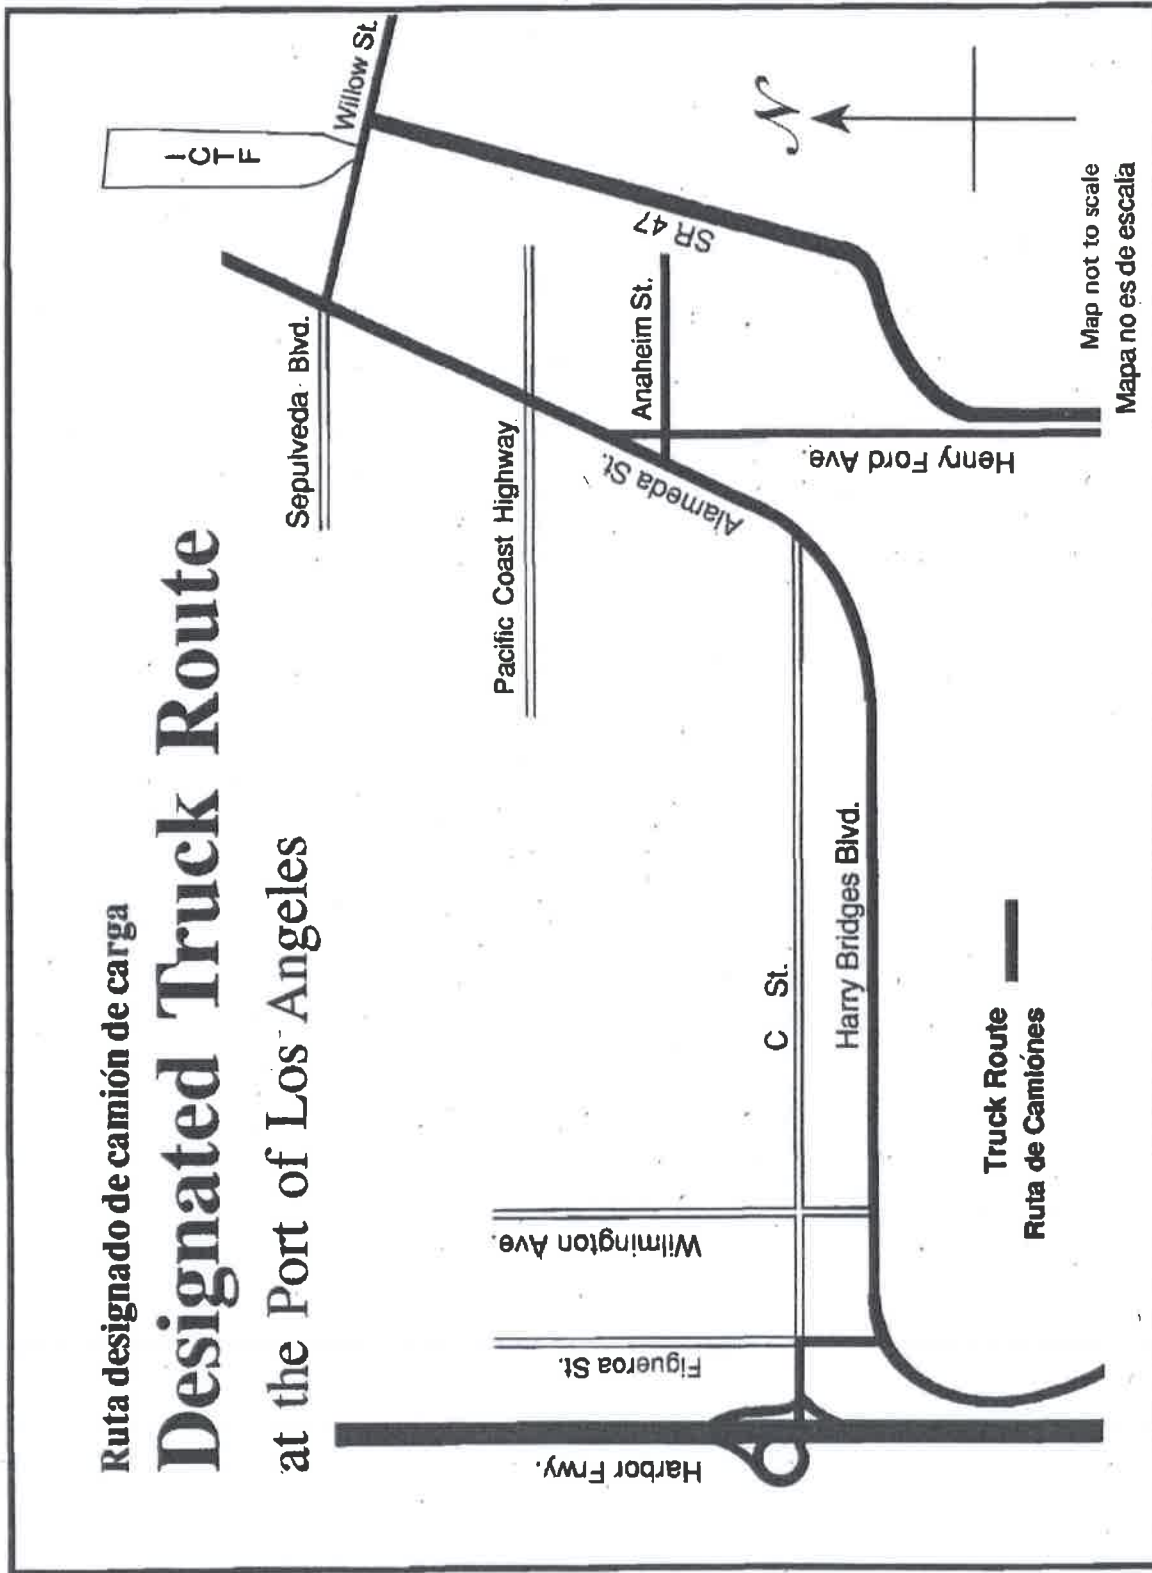 Ruta designado de camión de carga
Designated Truck Route
at the Port of Los Angeles
I
C
T
F
Willow St.
Sepulveda Blvd.
Pacific Coast Highway
Anaheim St.
SR 47
Alameda St.
Henry Ford Ave.
N
Harbor Frwy.
Figueroa St.
Wilmington Ave.
C St.
Harry Bridges Blvd.
Truck Route
Ruta de Camiónes
Map not to scale
Mapa no es de escala